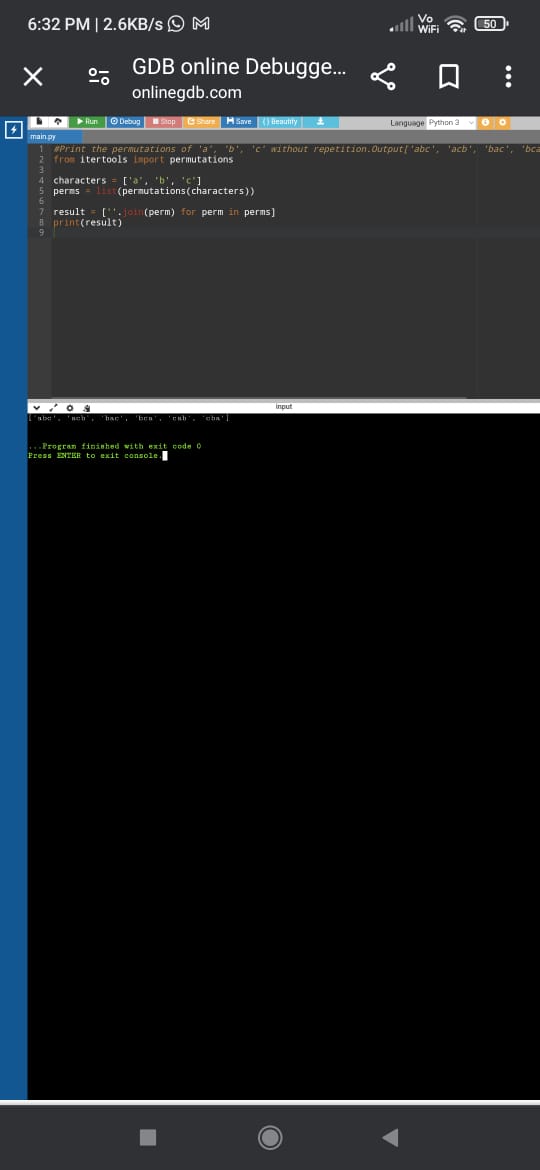 6:32 PM | 2.6KB/s
Vo
WiFi
50
GDB online Debugge...
onlinegdb.com
Run
Debug
Stop
Share
Save
{ } Beautify
Language
Python 3
main.py
1 #Print the permutations of 'a', 'b', 'c' without repetition.Output['abc', 'acb', 'bac', 'bca
2 from itertools import permutations
3
4 characters = ['a', 'b', 'c']
5 perms = list(permutations(characters))
6
7 result = [''.join(perm) for perm in perms]
8 print(result)
9
input
['abc', 'acb', 'bac', 'bca', 'cab', 'cba']
...Program finished with exit code 0
Press ENTER to exit console.